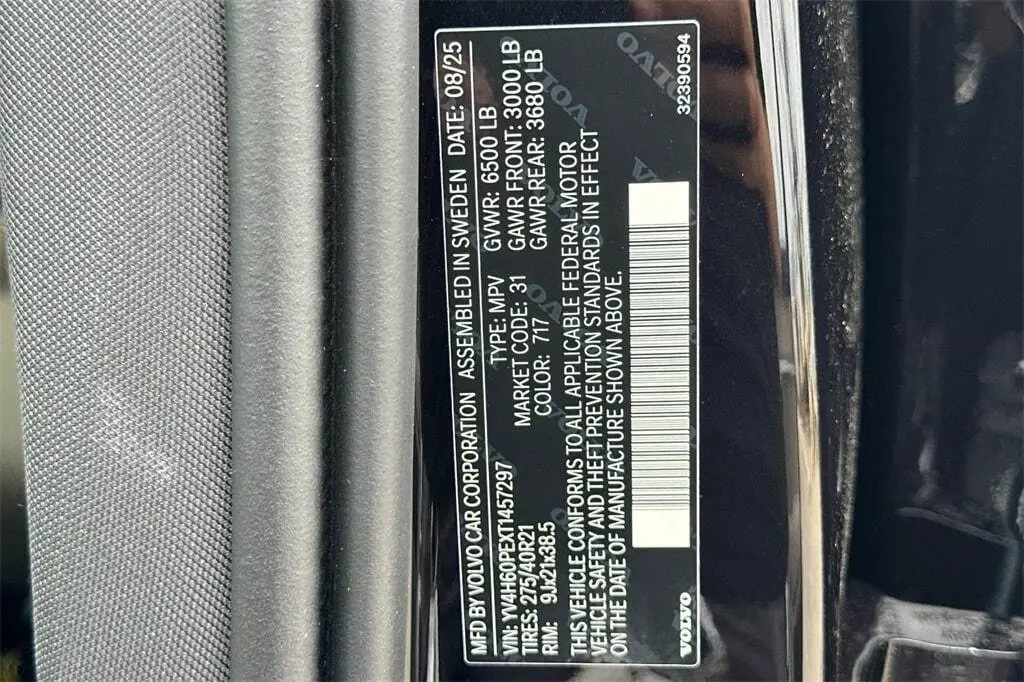 MFD BY VOLVO CAR CORPORATION ASSEMBLED IN SWEDEN DATE: 08/25
VIN: YV4H60PEXT1457297 TYPE: MPV GVWR: 6500 LB
TIRES: 275/40R21 MARKET CODE: 31 GAWR FRONT: 3000 LB
RIM: 9Jx21x38.5 COLOR: 717 GAWR REAR: 3680 LB
THIS VEHICLE CONFORMS TO ALL APPLICABLE FEDERAL MOTOR
VEHICLE SAFETY AND THEFT PREVENTION STANDARDS IN EFFECT
ON THE DATE OF MANUFACTURE SHOWN ABOVE.
VOLVO 32390594